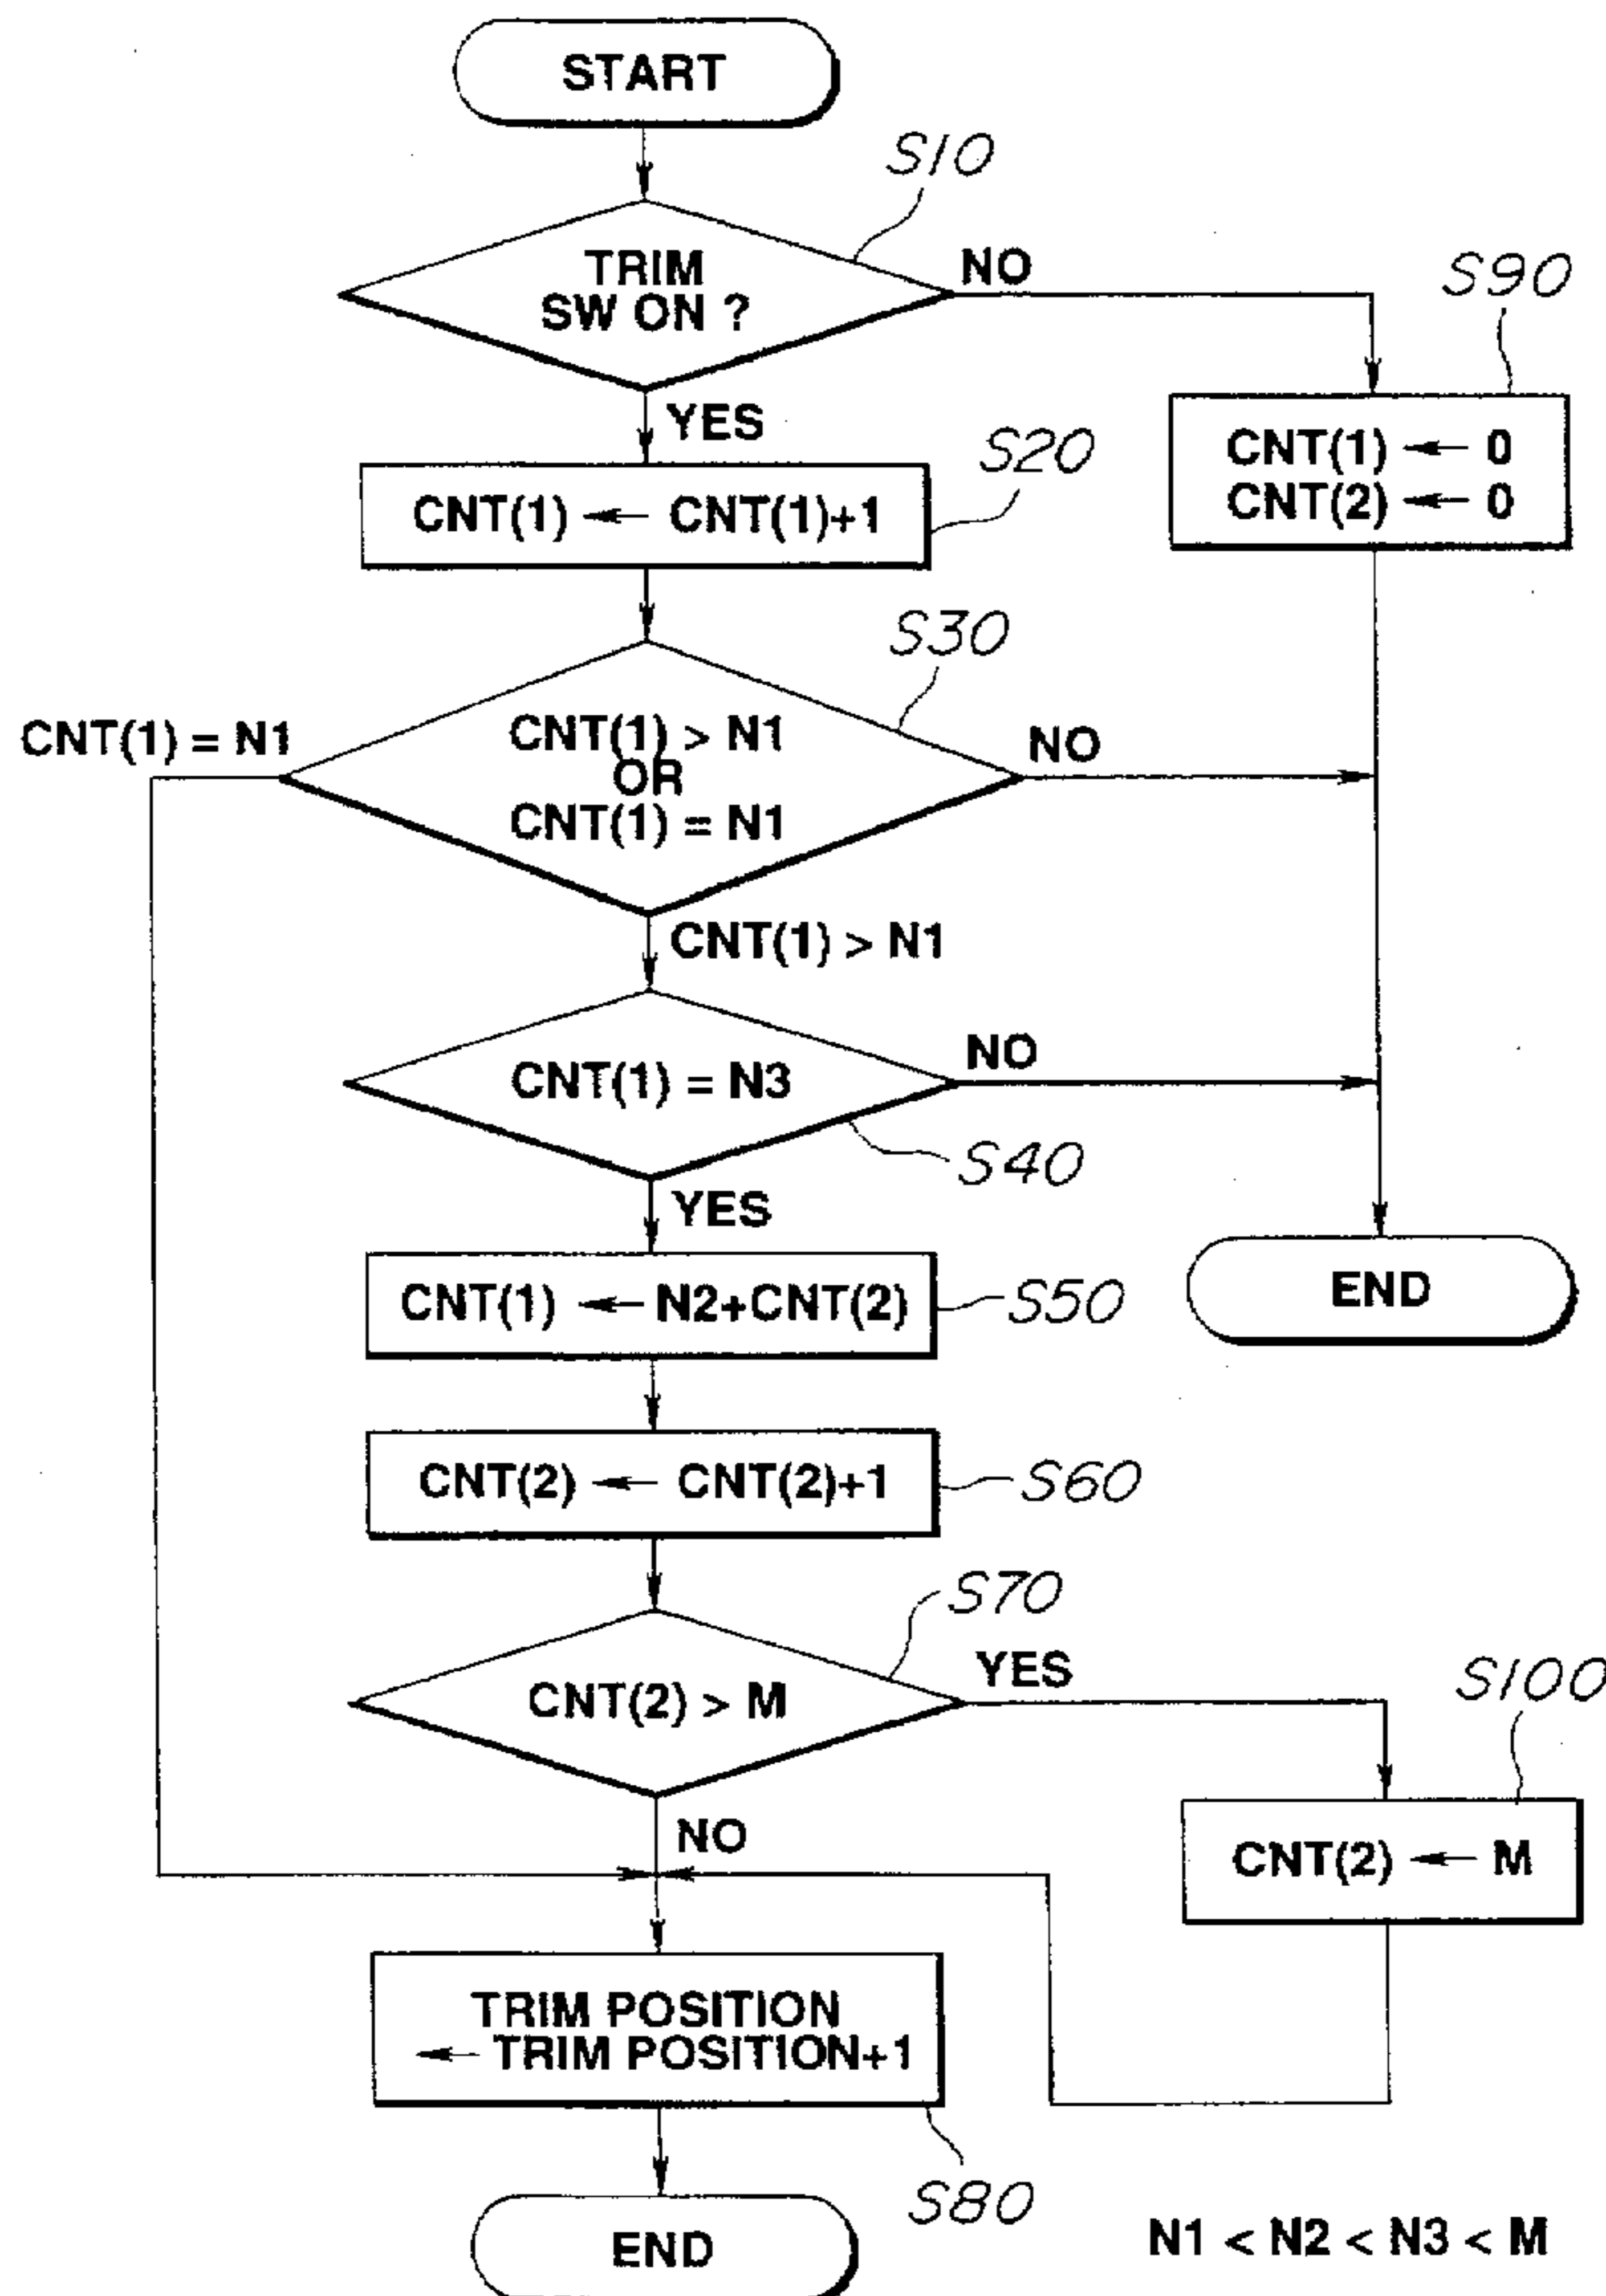 START
S10
TRIM
SW ON ?
NO
S90
YES
CNT(1) ← 0
CNT(2) ← 0
S20
CNT(1) ← CNT(1)+1
S30
CNT(1) = N1
CNT(1) > N1
OR
CNT(1) = N1
NO
CNT(1) > N1
CNT(1) = N3
NO
S40
YES
CNT(1) ← N2+CNT(2)
S50
END
CNT(2) ← CNT(2)+1
S60
S70
CNT(2) > M
YES
S100
NO
CNT(2) ← M
TRIM POSITION
← TRIM POSITION+1
S80
END
N1 < N2 < N3 < M